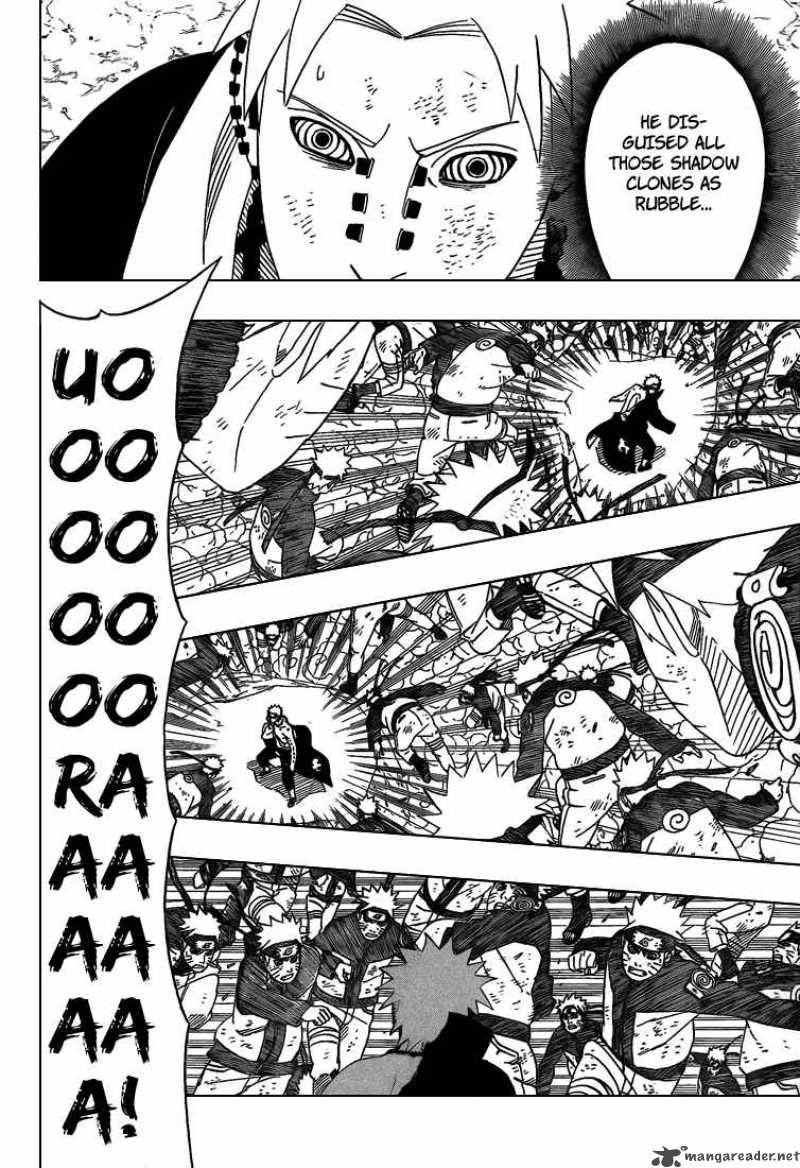 HE DIS-
GUISED ALL
THOSE SHADOW
CLONES AS
RUBBLE...
UO
OO
OO
OO
OO
RA
AA
AA
AA
A!
mangareader.net